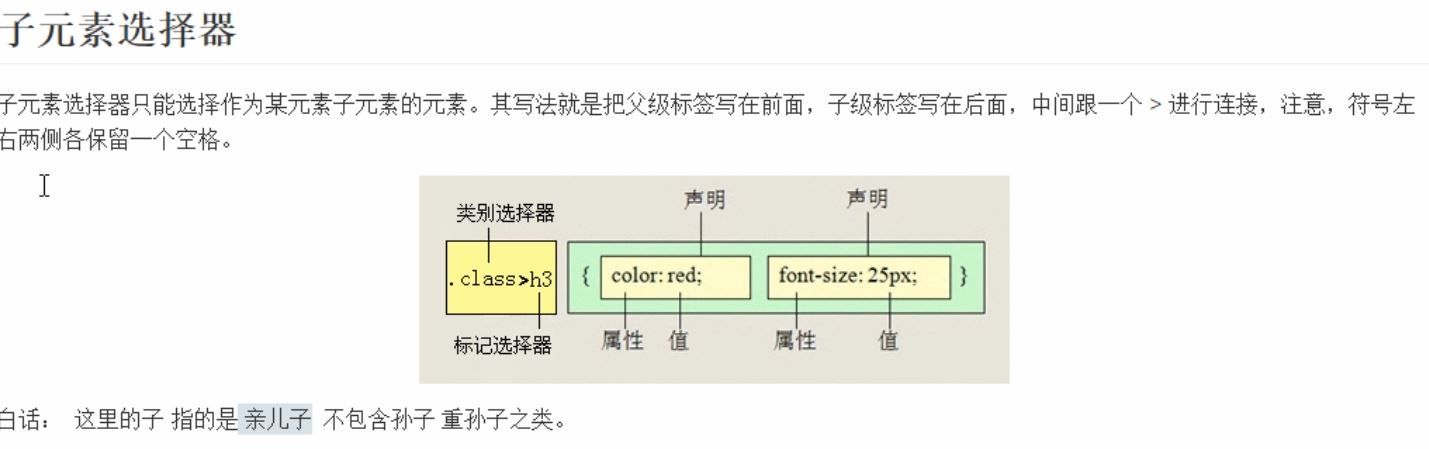 子元素选择器
子元素选择器只能选择作为某元素子元素的元素。其写法就是把父级标签写在前面，子级标签写在后面，中间跟一个 > 进行连接，注意，符号左
右两侧各保留一个空格。
声明 声明
类别选择器
.class>h3 { color: red; font-size: 25px; }
标记选择器 属性 值 属性 值
白话： 这里的子 指的是 亲儿子 不包含孙子 重孙子之类。